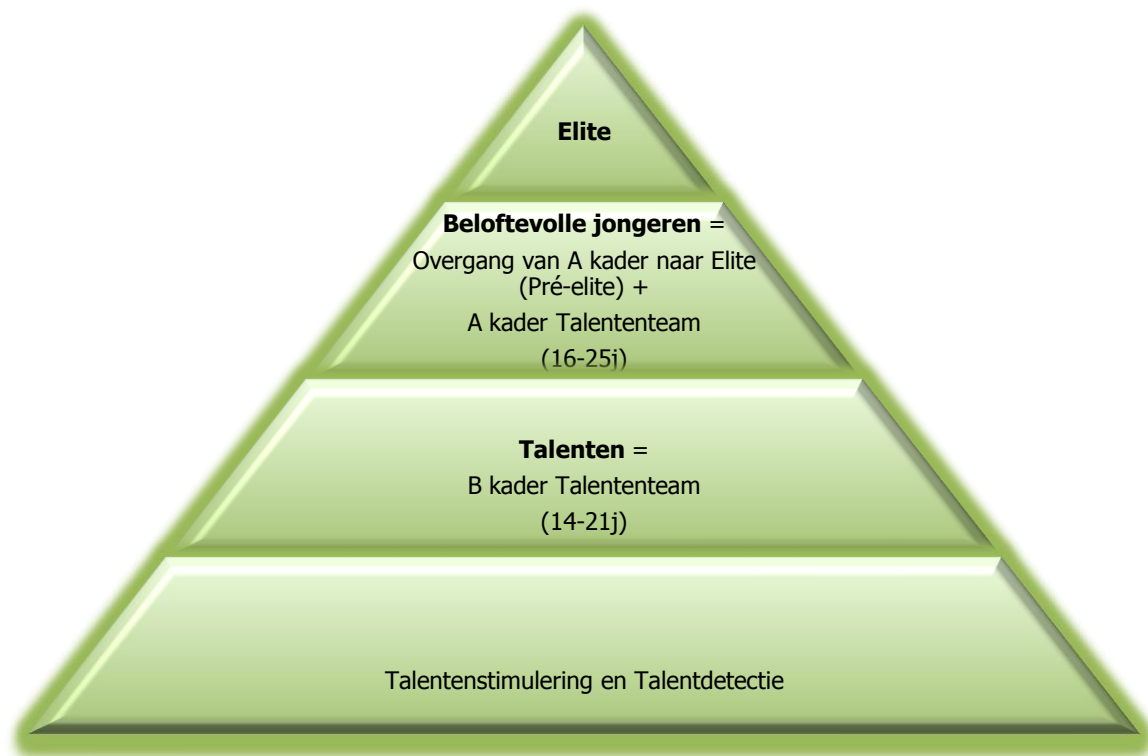 Elite
Beloftevolle jongeren =
Overgang van A kader naar Elite
(Pré-elite) +
A kader Talententeam
(16-25j)
Talenten =
B kader Talententeam
(14-21j)
Talentenstimulering en Talentdetectie